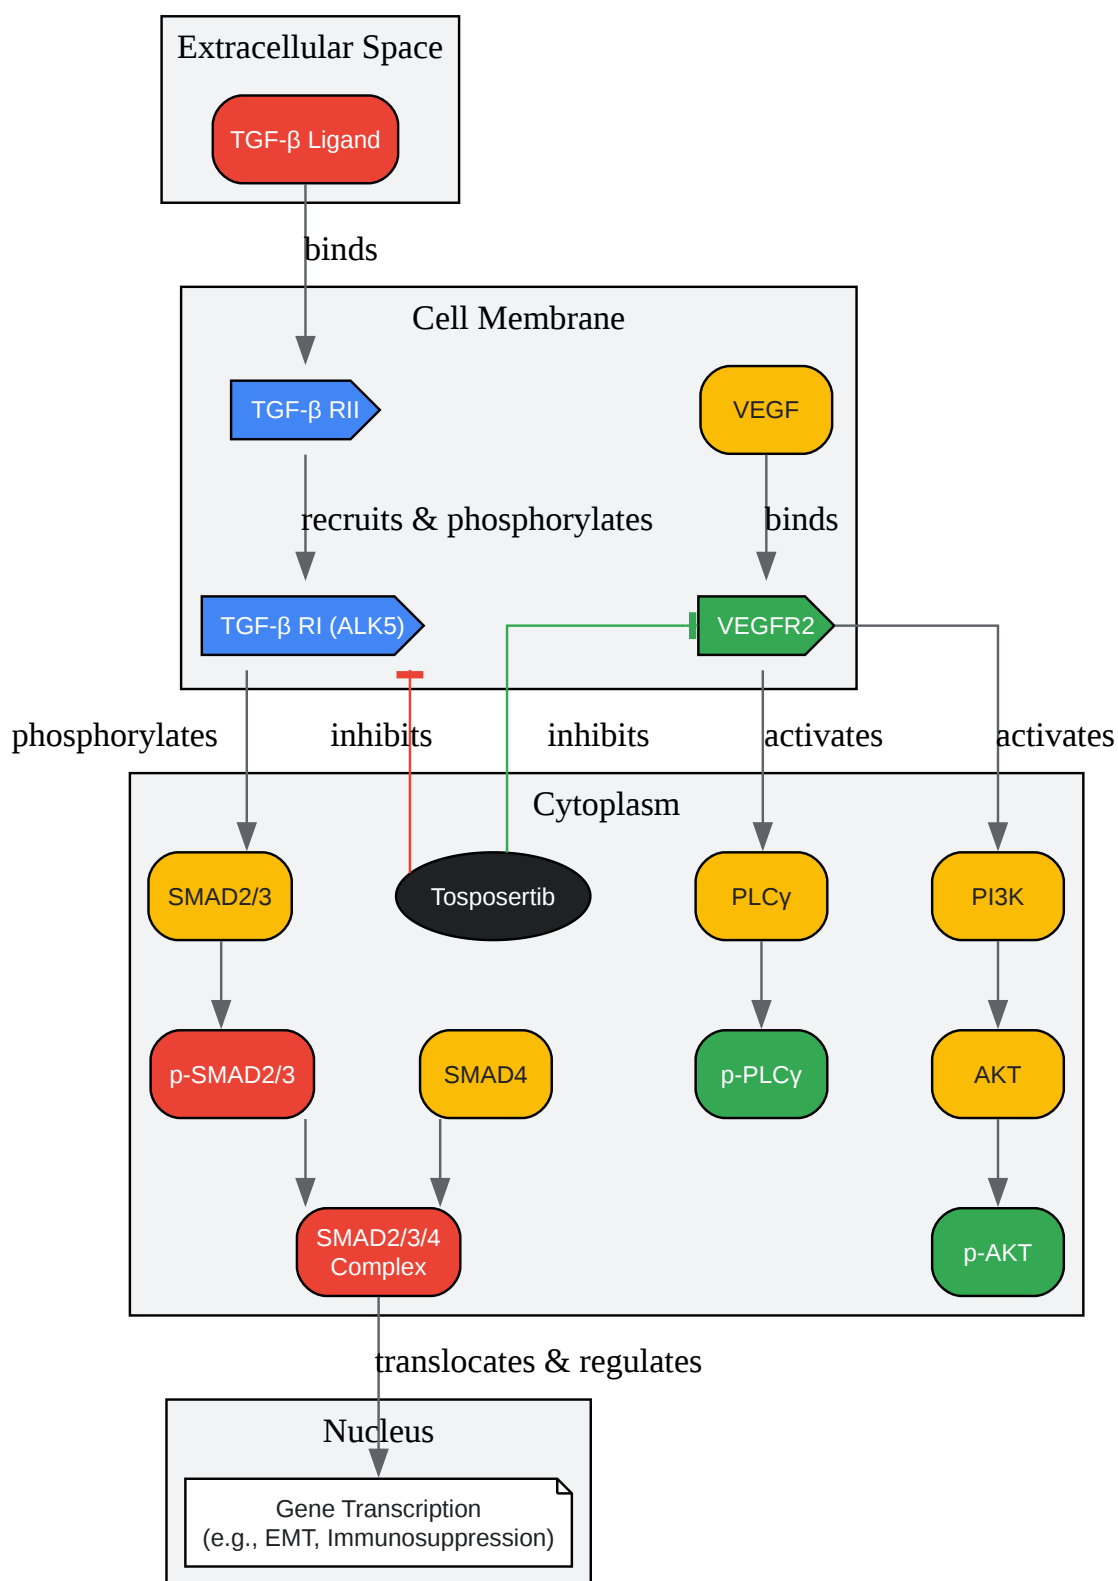 Extracellular Space
TGF-β Ligand
binds
Cell Membrane
TGF-β RII
VEGF
recruits & phosphorylates
binds
TGF-β RI (ALK5)
VEGFR2
phosphorylates
inhibits
inhibits
activates
activates
Cytoplasm
SMAD2/3
Tosposertib
PLCγ
PI3K
p-SMAD2/3
SMAD4
p-PLCγ
AKT
SMAD2/3/4
Complex
p-AKT
translocates & regulates
Nucleus
Gene Transcription
(e.g., EMT, Immunosuppression)